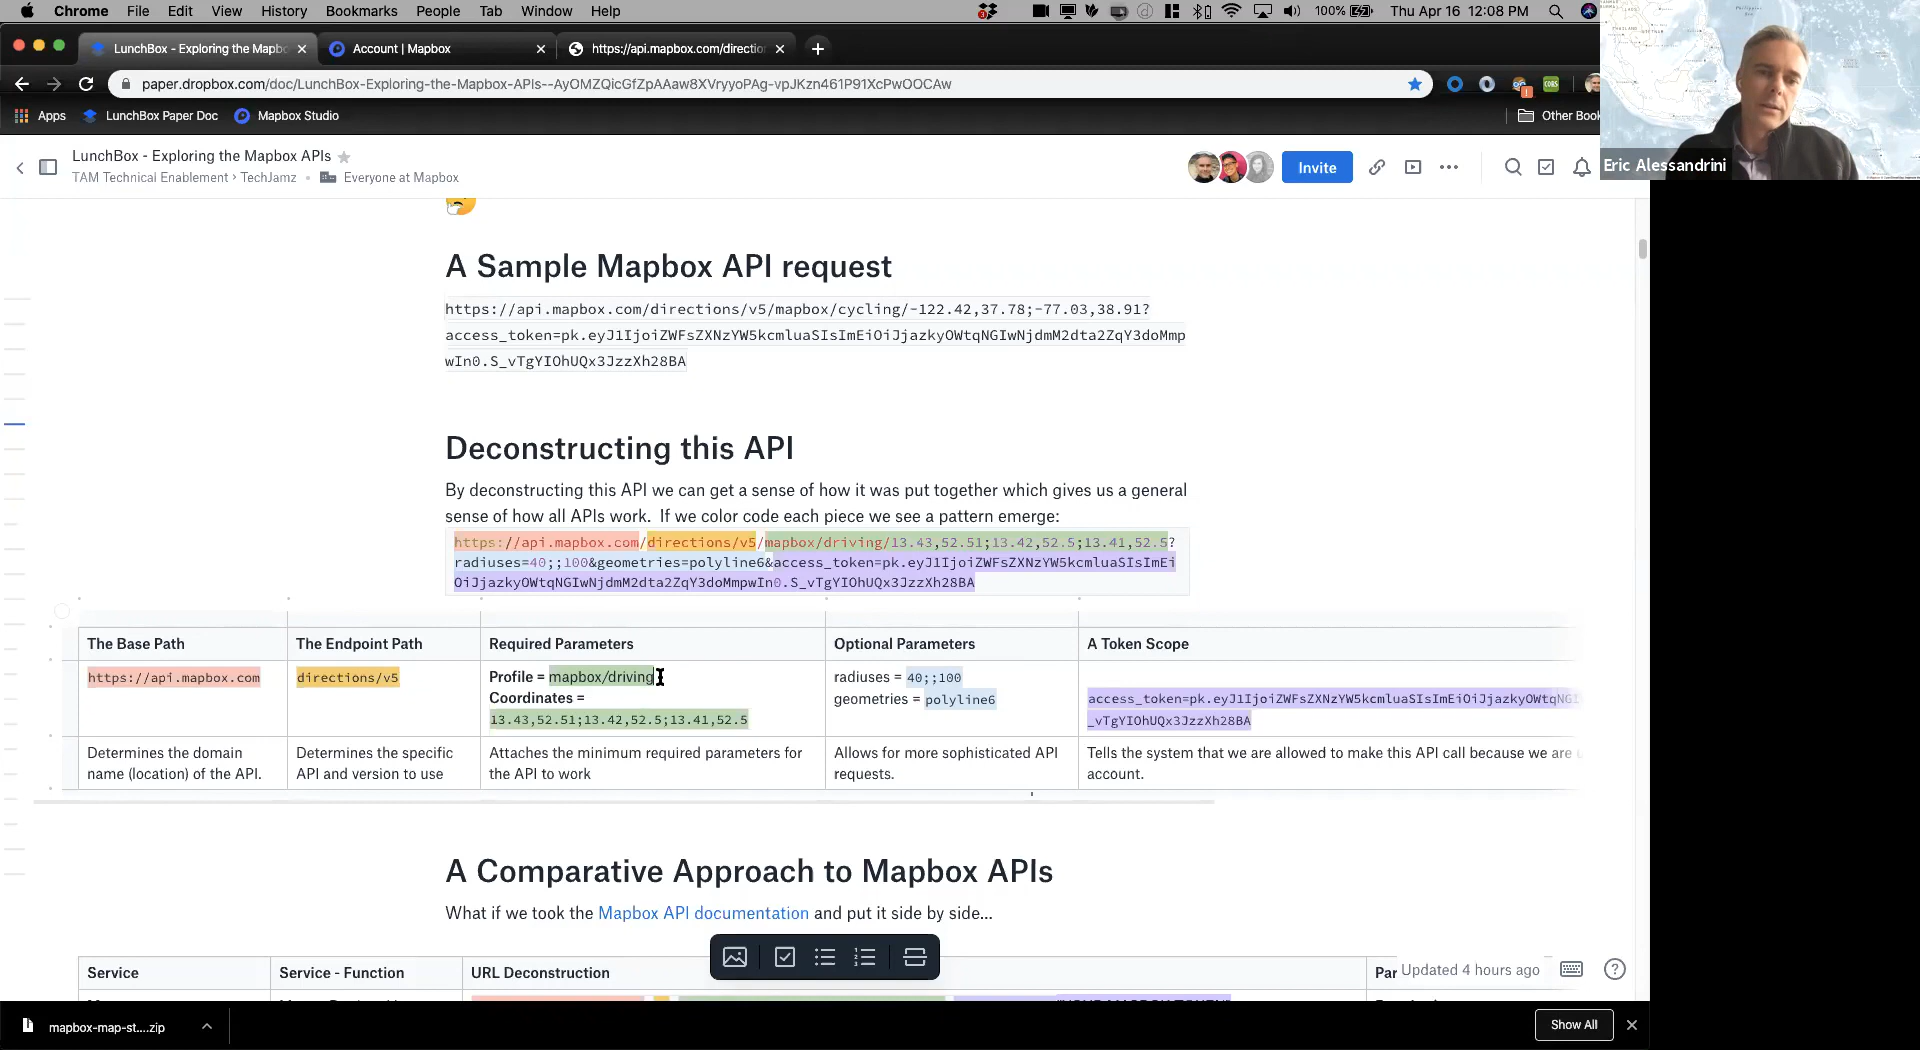 Chrome File Edit View History Bookmarks People Tab Window Help
100% Thu Apr 16 12:08 PM
LunchBox - Exploring the Mapb
Account | Mapbox
https://api.mapbox.com/directio
paper.dropbox.com/doc/LunchBox-Exploring-the-Mapbox-APIs--AyOMZQicGfZpAAaw8XVryyoPAg-vpJKzn461P91XcPwOOCAw
Apps LunchBox Paper Doc Mapbox Studio
Other Book
Eric Alessandrini
LunchBox - Exploring the Mapbox APIs
TAM Technical Enablement › TechJamz • Everyone at Mapbox
Invite
A Sample Mapbox API request
https://api.mapbox.com/directions/v5/mapbox/cycling/-122.42,37.78;-77.03,38.91?
access_token=pk.eyJ1IjoiZWFsZXNzYW5kcmluaSIsImEiOiJjazkyOWtqNGIwNjdmM2dta2ZqY3doMmp
wIn0.S_vTgYIOhUQx3JzzXh28BA
Deconstructing this API
By deconstructing this API we can get a sense of how it was put together which gives us a general
sense of how all APIs work. If we color code each piece we see a pattern emerge:
https://api.mapbox.com/directions/v5/mapbox/driving/13.43,52.51;13.42,52.5;13.41,52.5?
radiuses=40;;100&geometries=polyline6&access_token=pk.eyJ1IjoiZWFsZXNzYW5kcmluaSIsImEi
OiJjazkyOWtqNGIwNjdmM2dta2ZqY3doMmpwIn0.S_vTgYIOhUQx3JzzXh28BA
The Base Path
The Endpoint Path
Required Parameters
Optional Parameters
A Token Scope
https://api.mapbox.com
directions/v5
Profile = mapbox/driving
Coordinates =
13.43,52.51;13.42,52.5;13.41,52.5
radiuses = 40;;100
geometries = polyline6
access_token=pk.eyJ1IjoiZWFsZXNzYW5kcmluaSIsImEiOiJjazkyOWtqNGI
_vTgYIOhUQx3JzzXh28BA
Determines the domain
name (location) of the API.
Determines the specific
API and version to use
Attaches the minimum required parameters for
the API to work
Allows for more sophisticated API
requests.
Tells the system that we are allowed to make this API call because we are
account.
A Comparative Approach to Mapbox APIs
What if we took the Mapbox API documentation and put it side by side...
Service
Service - Function
URL Deconstruction
Par
Updated 4 hours ago
mapbox-map-st....zip
Show All